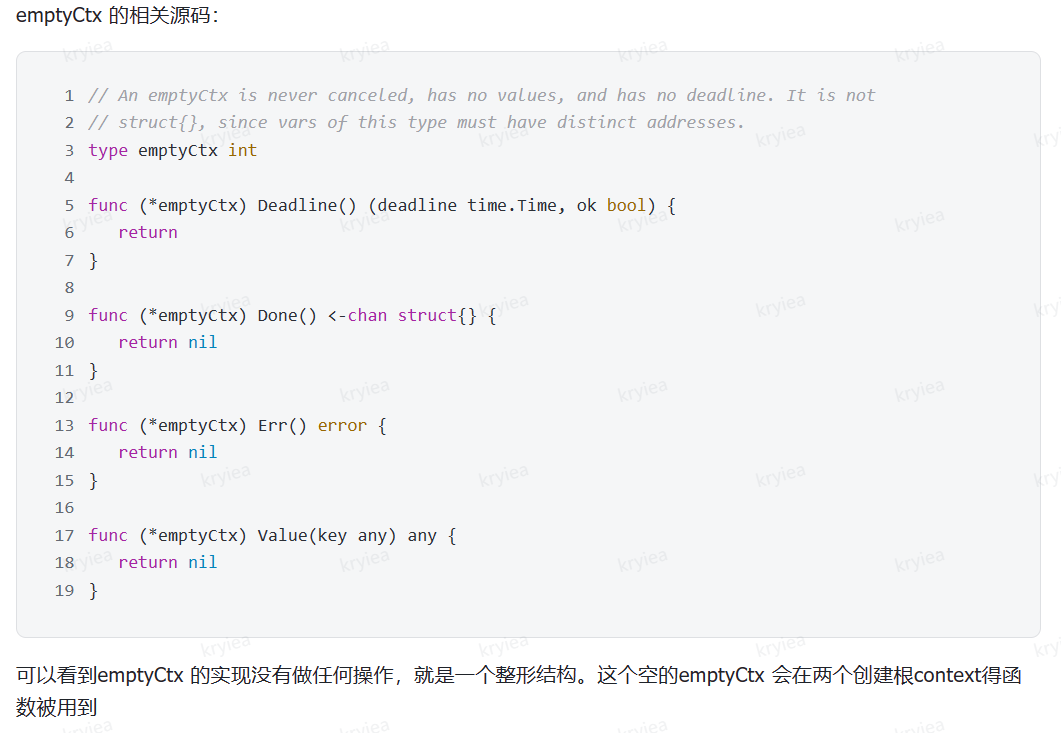 emptyCtx 的相关源码：
1 // An emptyCtx is never canceled, has no values, and has no deadline. It is not
2 // struct{}, since vars of this type must have distinct addresses.
3 type emptyCtx int
4
5 func (*emptyCtx) Deadline() (deadline time.Time, ok bool) {
6    return
7 }
8
9 func (*emptyCtx) Done() <-chan struct{} {
10    return nil
11 }
12
13 func (*emptyCtx) Err() error {
14    return nil
15 }
16
17 func (*emptyCtx) Value(key any) any {
18    return nil
19 }
可以看到emptyCtx 的实现没有做任何操作，就是一个整形结构。这个空的emptyCtx 会在两个创建根context得函
数被用到
kryiea